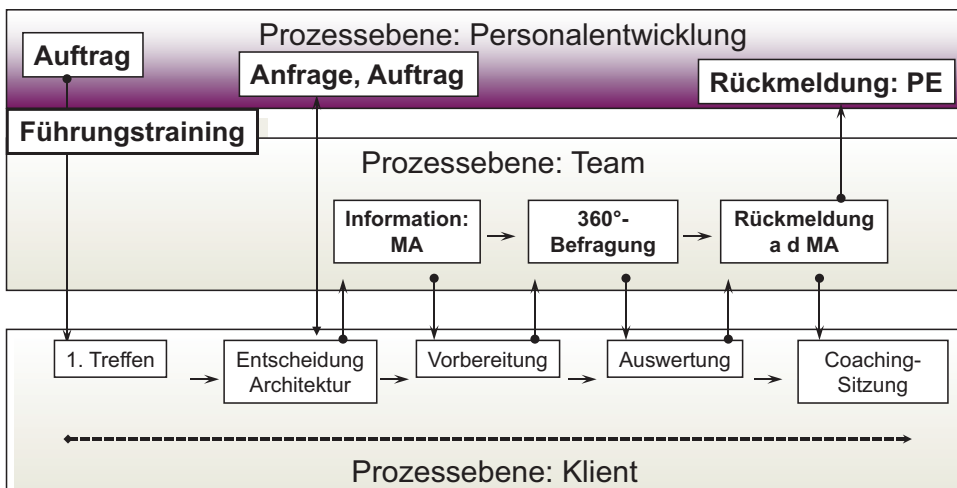 Prozessebene: Personalentwicklung
Auftrag
Anfrage, Auftrag
Rückmeldung: PE
Führungstraining
Prozessebene: Team
Information:
MA
360°-
Befragung
Rückmeldung
a d MA
1. Treffen
Entscheidung
Architektur
Vorbereitung
Auswertung
Coaching-
Sitzung
Prozessebene: Klient